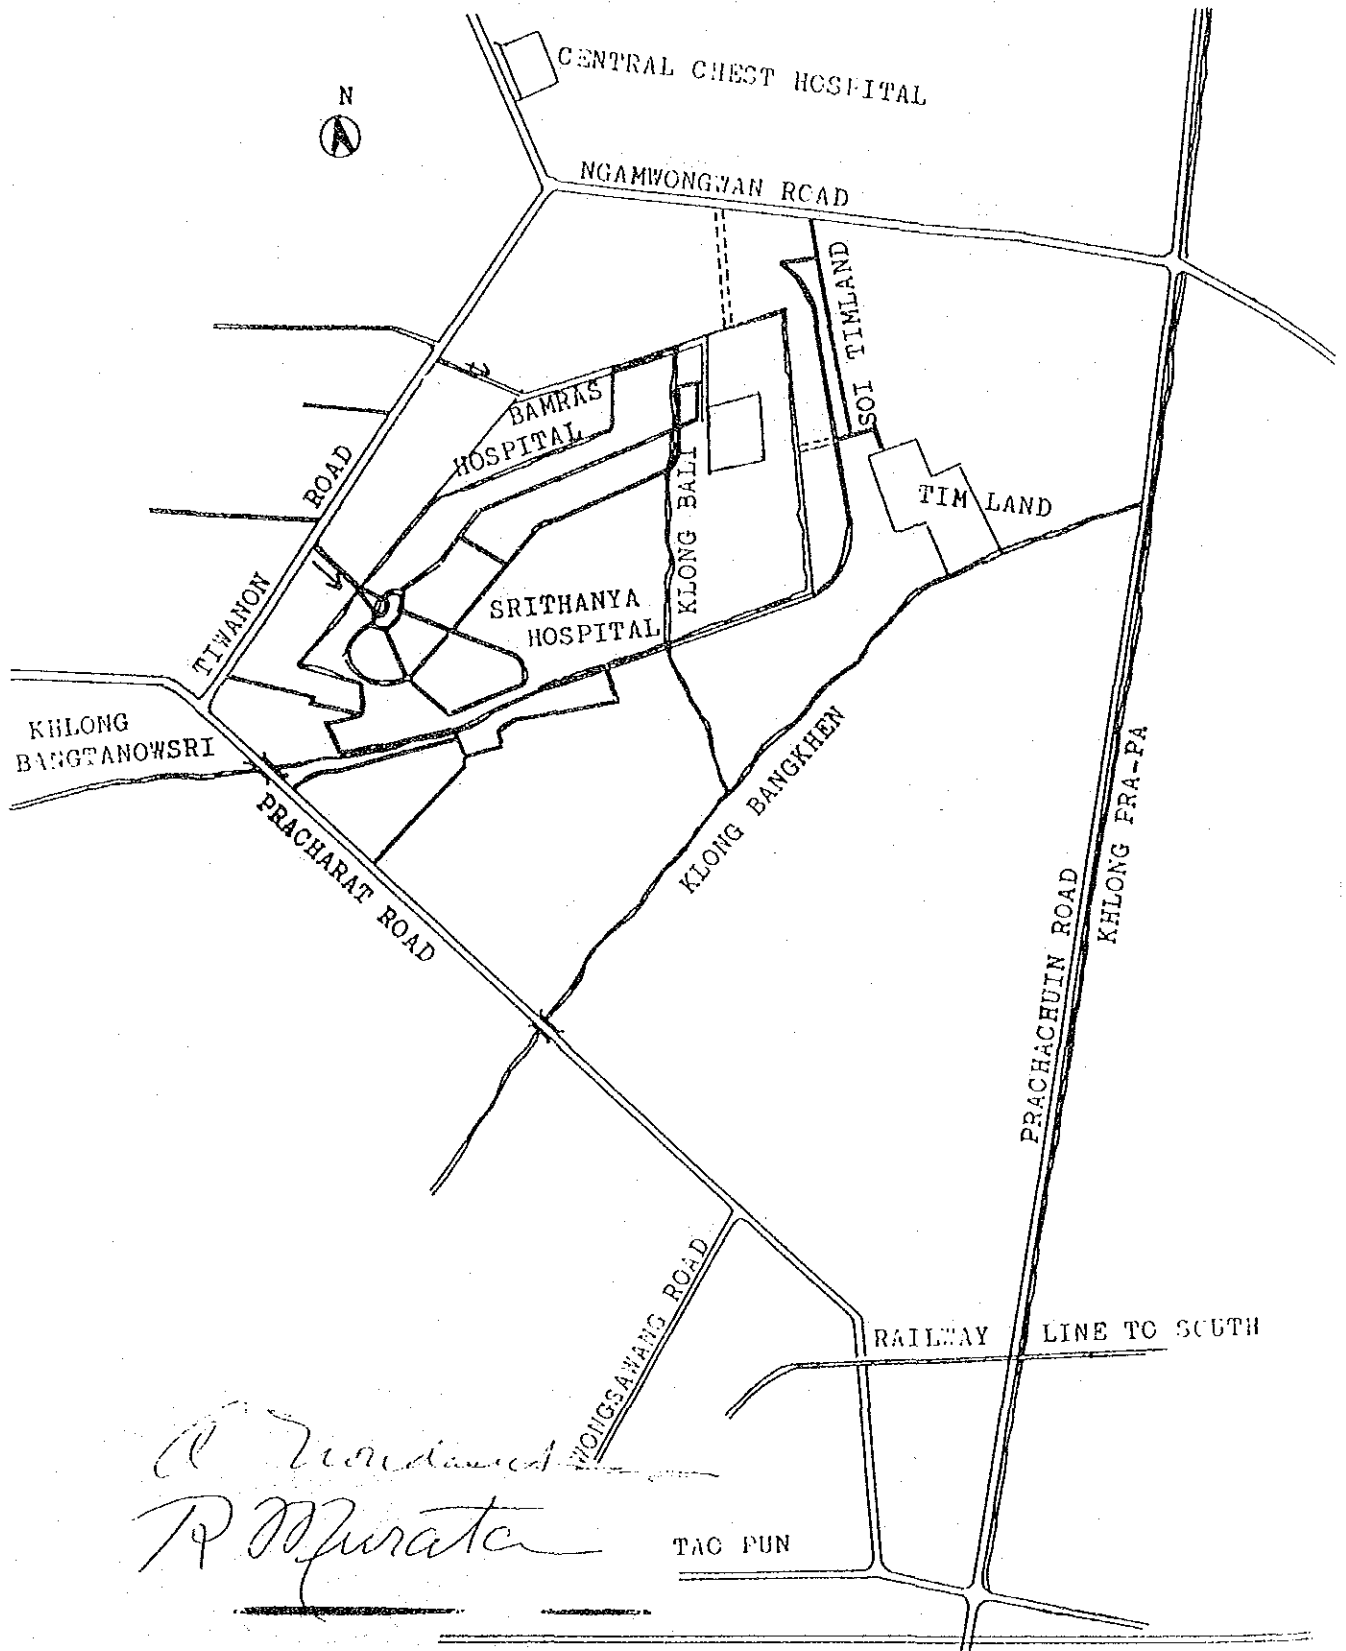 CENTRAL CHEST HOSPITAL
N
NGAMWONGWAN ROAD
SOI TIMLAND
BAMRAS
HOSPITAL
ROAD
KLONG BALI
TIM LAND
TIWANON
SRITHANYA
HOSPITAL
KHLONG
BANGTANOWSRI
PRACHARAT ROAD
KLONG BANGKHEN
KHLONG PRA-PA
PRACHACHUIN ROAD
WONGSAWANG ROAD
RAILWAY LINE TO SOUTH
R Murata
TAO PUN